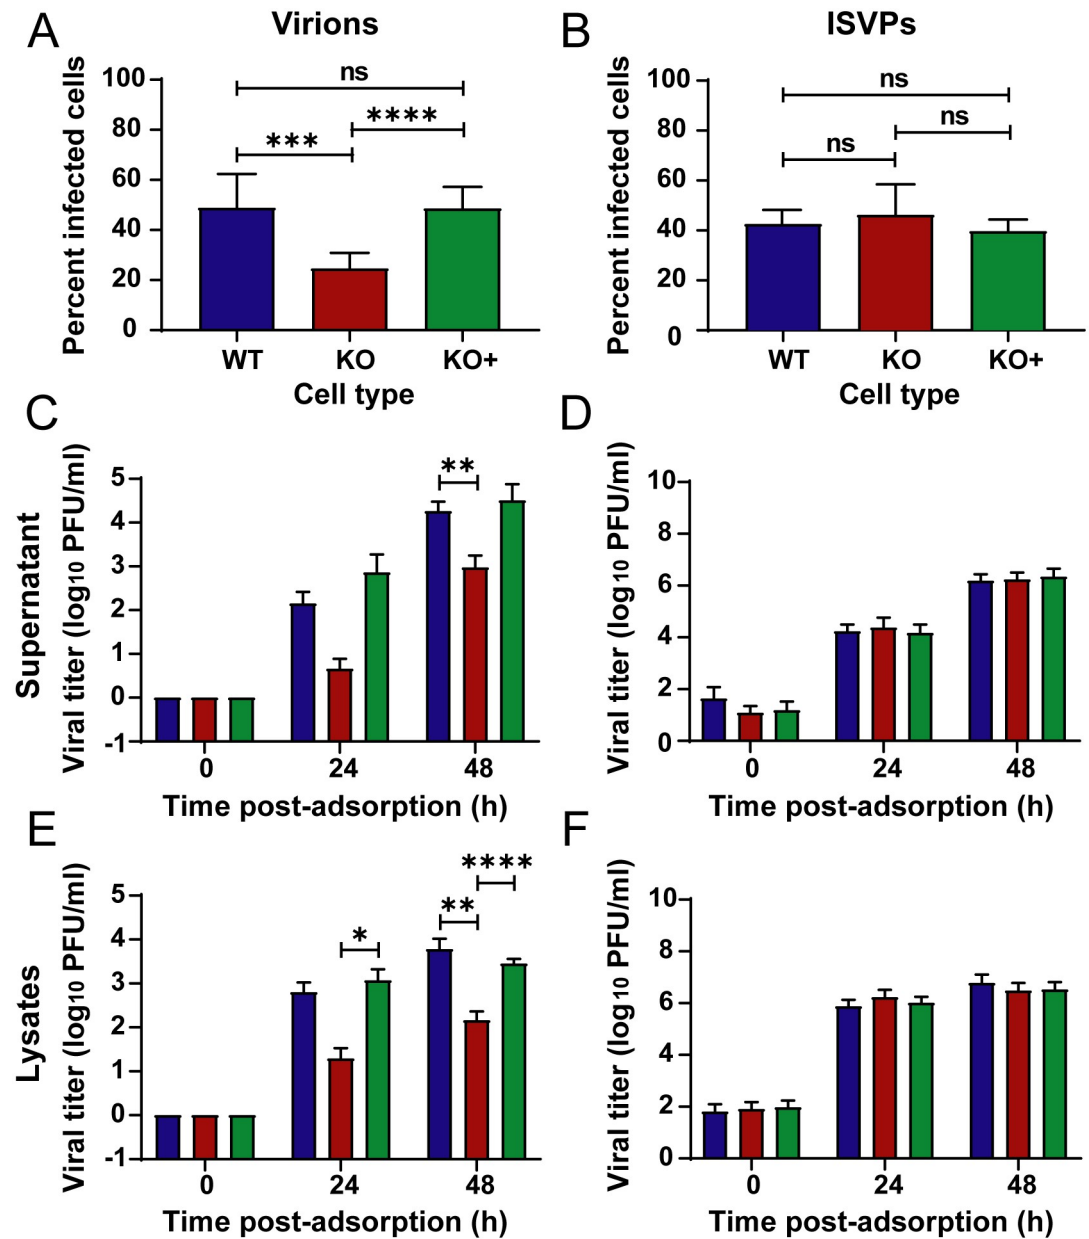 A
Virions
B
ISVPs
Percent infected cells
100
80
60
40
20
0
ns
***
****
WT
KO
KO+
Cell type
Percent infected cells
100
80
60
40
20
0
ns
ns
ns
WT
KO
KO+
Cell type
C
Supernatant
Viral titer (log10 PFU/ml)
5
4
3
2
1
0
-1
**
0
24
48
Time post-adsorption (h)
D
Viral titer (log10 PFU/ml)
10
8
6
4
2
0
0
24
48
Time post-adsorption (h)
E
Lysates
Viral titer (log10 PFU/ml)
5
4
3
2
1
0
-1
*
**
****
0
24
48
Time post-adsorption (h)
F
Viral titer (log10 PFU/ml)
10
8
6
4
2
0
0
24
48
Time post-adsorption (h)